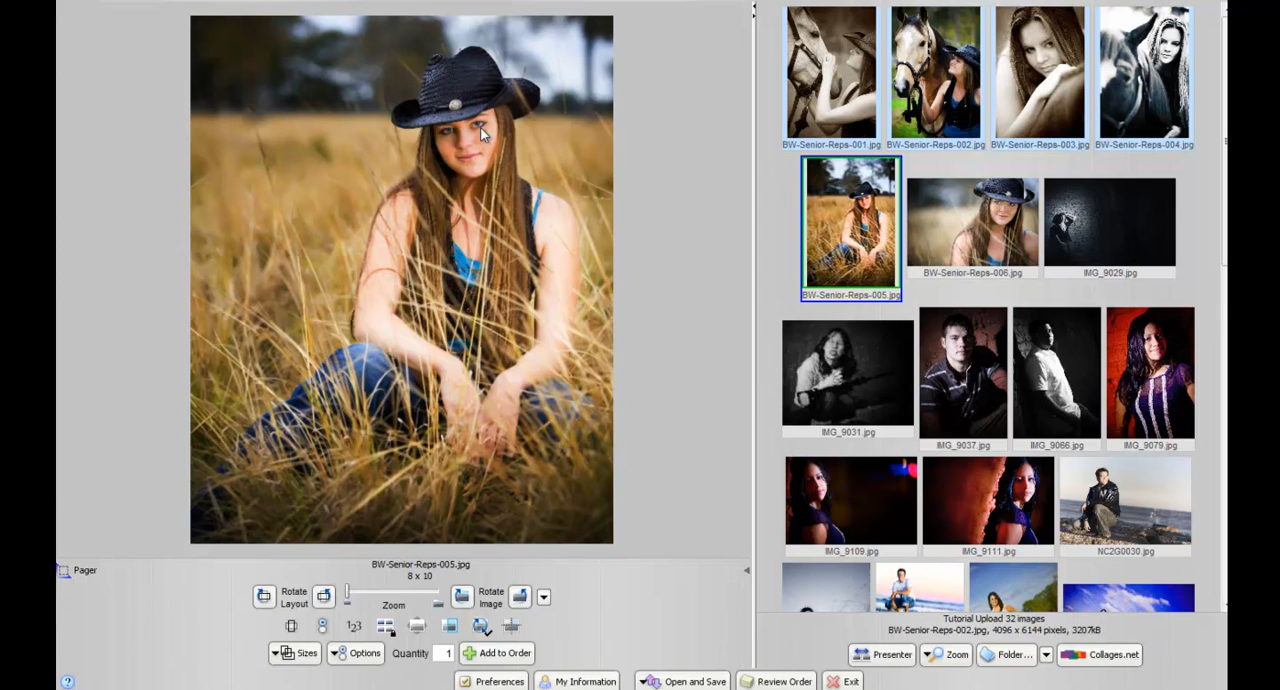 BW-Senior-Reps-001.jpg
BW-Senior-Reps-002.jpg
BW-Senior-Reps-003.jpg
BW-Senior-Reps-004.jpg
BW-Senior-Reps-005.jpg
BW-Senior-Reps-006.jpg
IMG_9029.jpg
IMG_9031.jpg
IMG_9037.jpg
IMG_9066.jpg
IMG_9079.jpg
IMG_9109.jpg
IMG_9111.jpg
NC2G0030.jpg
Pager
BW-Senior-Reps-005.jpg
8 x 10
Rotate
Layout
Zoom
Rotate
Image
123
Sizes
Options
Quantity
1
Add to Order
Tutorial Upload 32 images
BW-Senior-Reps-002.jpg, 4096 x 6144 pixels, 3207kB
Presenter
Zoom
Folder...
Collages.net
Preferences
My Information
Open and Save
Review Order
Exit